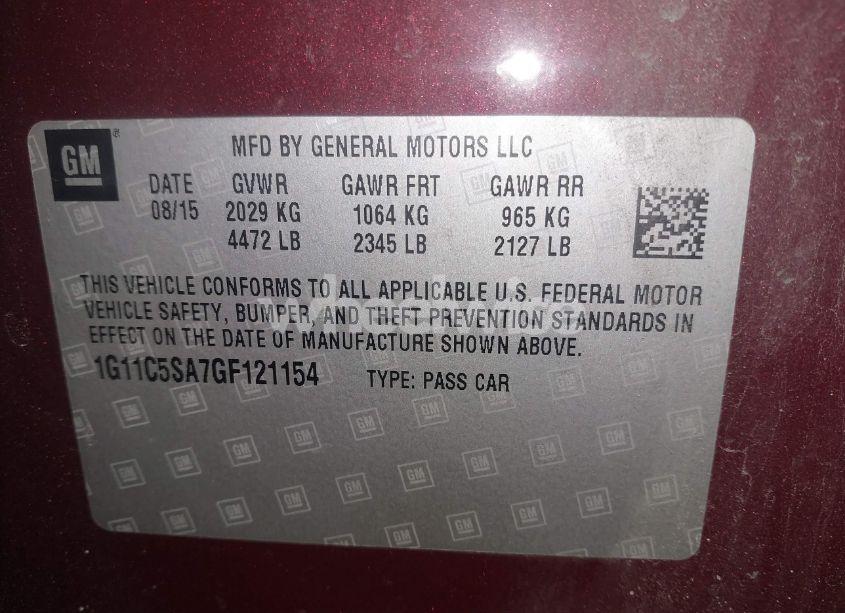 GM
MFD BY GENERAL MOTORS LLC
DATE GVWR GAWR FRT GAWR RR
08/15 2029 KG 1064 KG 965 KG
4472 LB 2345 LB 2127 LB
THIS VEHICLE CONFORMS TO ALL APPLICABLE U.S. FEDERAL MOTOR
VEHICLE SAFETY, BUMPER, AND THEFT PREVENTION STANDARDS IN
EFFECT ON THE DATE OF MANUFACTURE SHOWN ABOVE.
1G11C5SA7GF121154 TYPE: PASS CAR